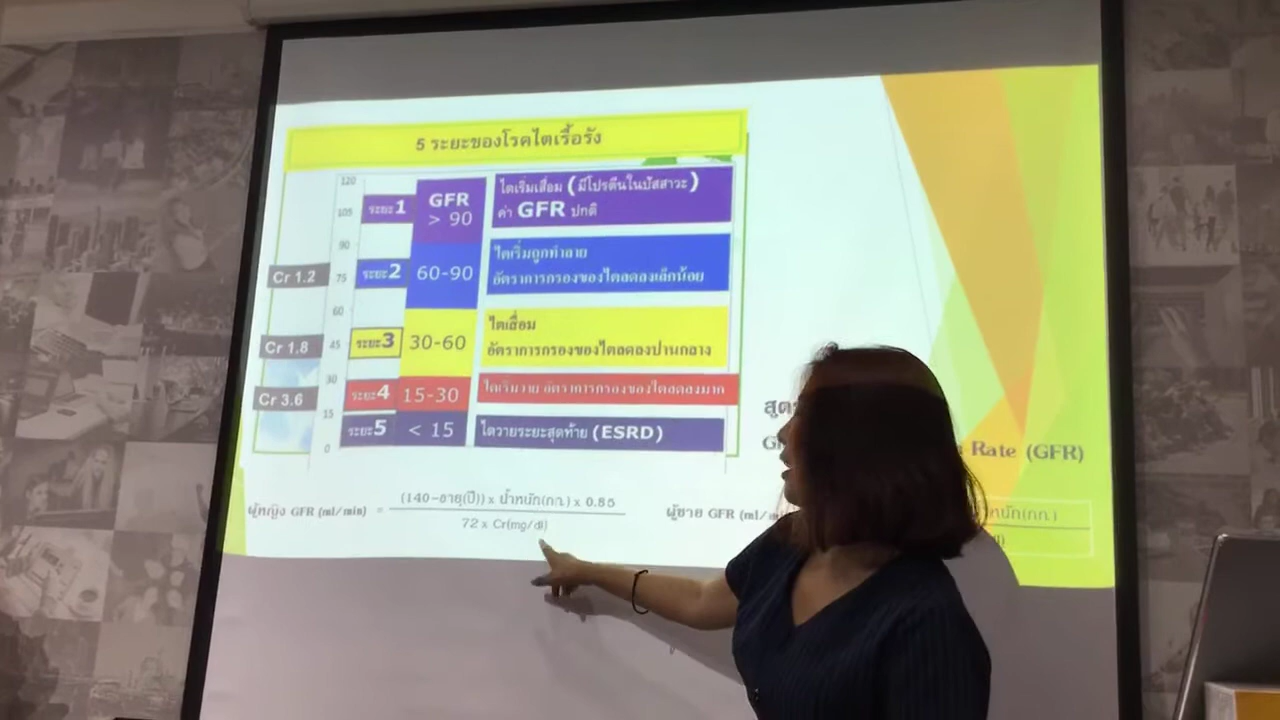 5 ระยะของโรคไตเรื้อรัง
120
105
90
75
60
45
30
15
0
Cr 1.2
Cr 1.8
Cr 3.6
ระยะ1
GFR
> 90
ไตเริ่มเสื่อม (มีโปรตีนในปัสสาวะ)
ค่า GFR ปกติ
ระยะ2
60-90
ไตเริ่มถูกทำลาย
อัตราการกรองของไตลดลงเล็กน้อย
ระยะ3
30-60
ไตเสื่อม
อัตราการกรองของไตลดลงปานกลาง
ระยะ4
15-30
ไตเริ่มวาย อัตราการกรองของไตลดลงมาก
ระยะ5
< 15
ไตวายระยะสุดท้าย (ESRD)
Rate (GFR)
ผู้หญิง GFR (ml/min) =
(140-อายุ(ปี)) x น้ำหนัก(กก.) x 0.85
72 x Cr(mg/dl)
ผู้ชาย GFR